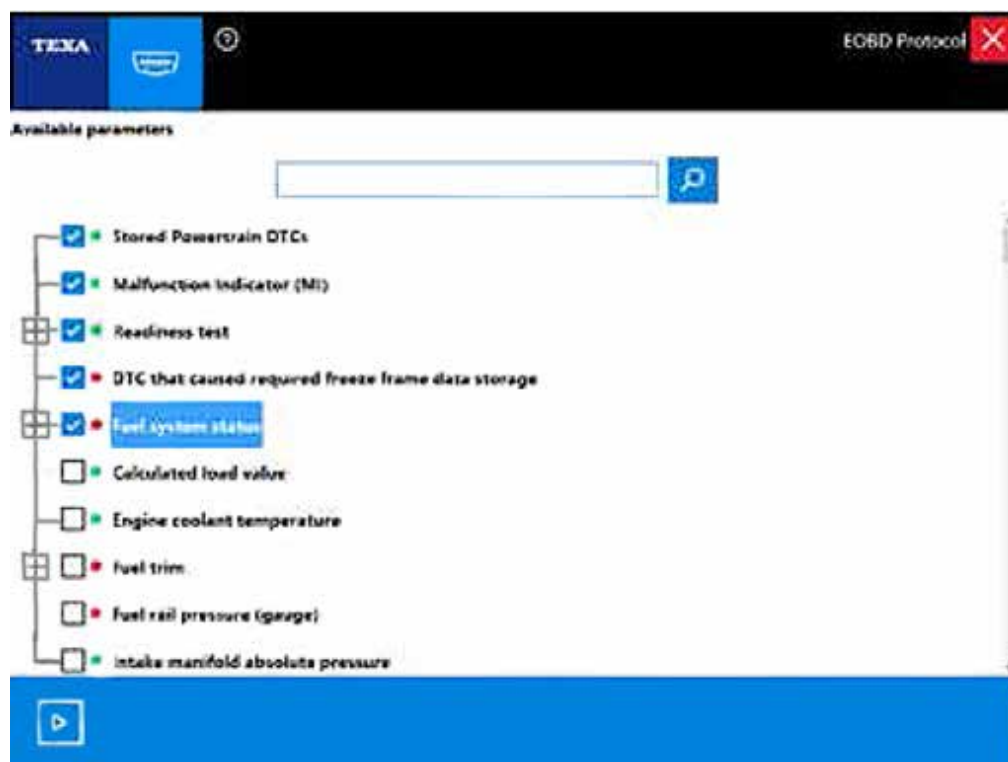 TEXA
EOBD Protocol
Available parameters
Stored Powertrain DTCs
Malfunction Indicator (MI)
Readiness test
DTC that caused required freeze frame data storage
Fuel system status
Calculated load value
Engine coolant temperature
Fuel trim
Fuel rail pressure (gauge)
Intake manifold absolute pressure